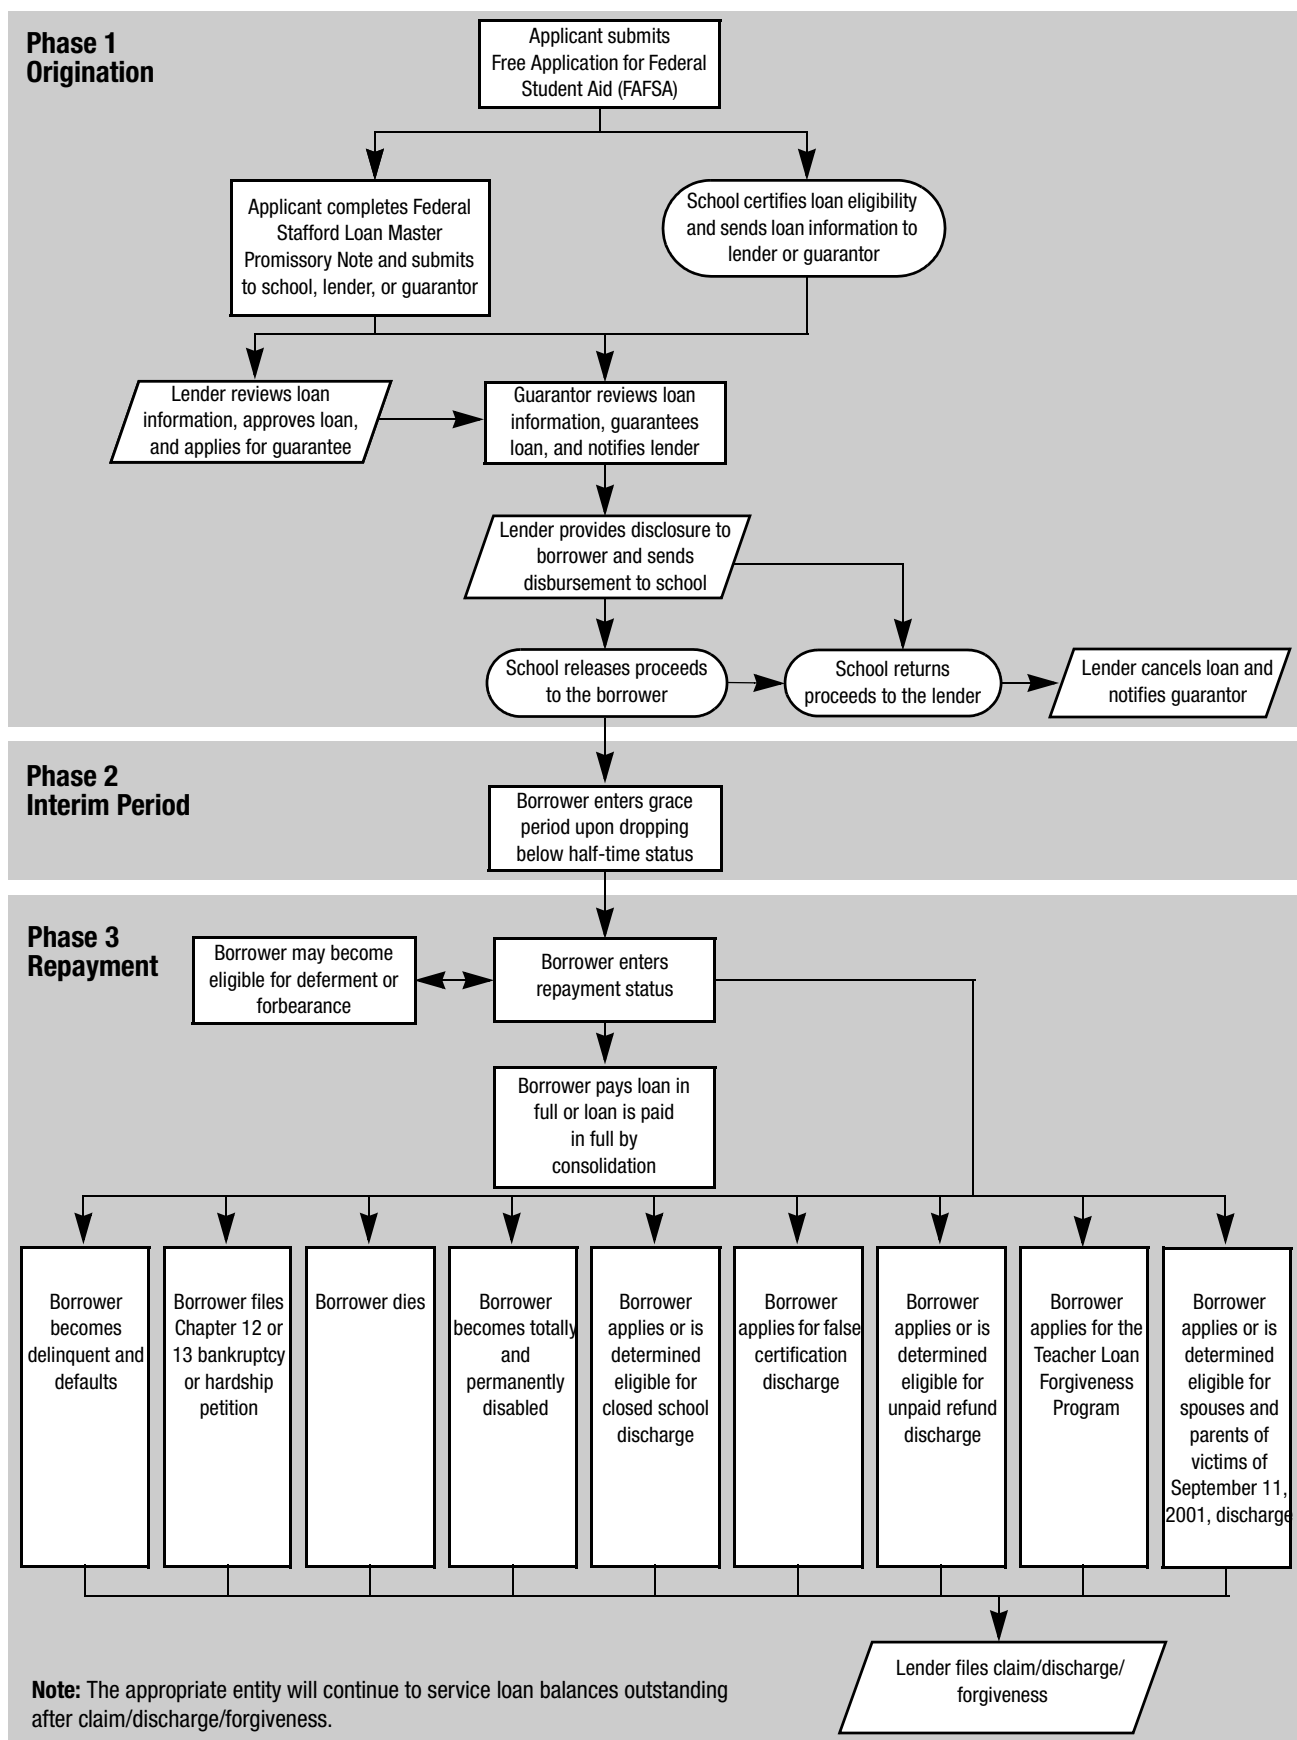 Phase 1
Origination
Applicant submits
Free Application for Federal
Student Aid (FAFSA)
Applicant completes Federal
Stafford Loan Master
Promissory Note and submits
to school, lender, or guarantor
School certifies loan eligibility
and sends loan information to
lender or guarantor
Lender reviews loan
information, approves loan,
and applies for guarantee
Guarantor reviews loan
information, guarantees
loan, and notifies lender
Lender provides disclosure to
borrower and sends
disbursement to school
School releases proceeds
to the borrower
School returns
proceeds to the lender
Lender cancels loan and
notifies guarantor
Phase 2
Interim Period
Borrower enters grace
period upon dropping
below half-time status
Phase 3
Repayment
Borrower may become
eligible for deferment or
forbearance
Borrower enters
repayment status
Borrower pays loan in
full or loan is paid
in full by
consolidation
Borrower
becomes
delinquent and
defaults
Borrower files
Chapter 12 or
13 bankruptcy
or hardship
petition
Borrower dies
Borrower
becomes totally
and
permanently
disabled
Borrower
applies or is
determined
eligible for
closed school
discharge
Borrower
applies for false
certification
discharge
Borrower
applies or is
determined
eligible for
unpaid refund
discharge
Borrower
applies for the
Teacher Loan
Forgiveness
Program
Borrower
applies or is
determined
eligible for
spouses and
parents of
victims of
September 11,
2001, discharge
Lender files claim/discharge/
forgiveness
Note: The appropriate entity will continue to service loan balances outstanding
after claim/discharge/forgiveness.